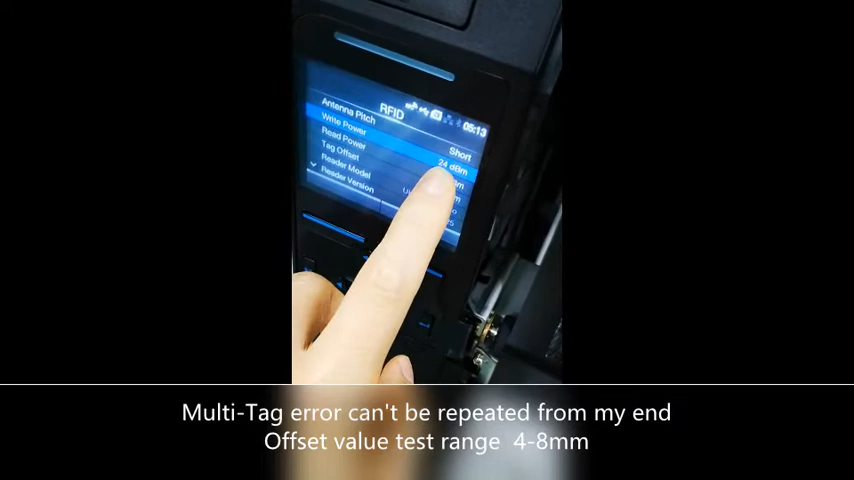 RFID
05:13
Antenna Pitch
Short
Write Power
24 dBm
Read Power
Tag Offset
Reader Model
Reader Version
Multi-Tag error can't be repeated from my end
Offset value test range 4-8mm